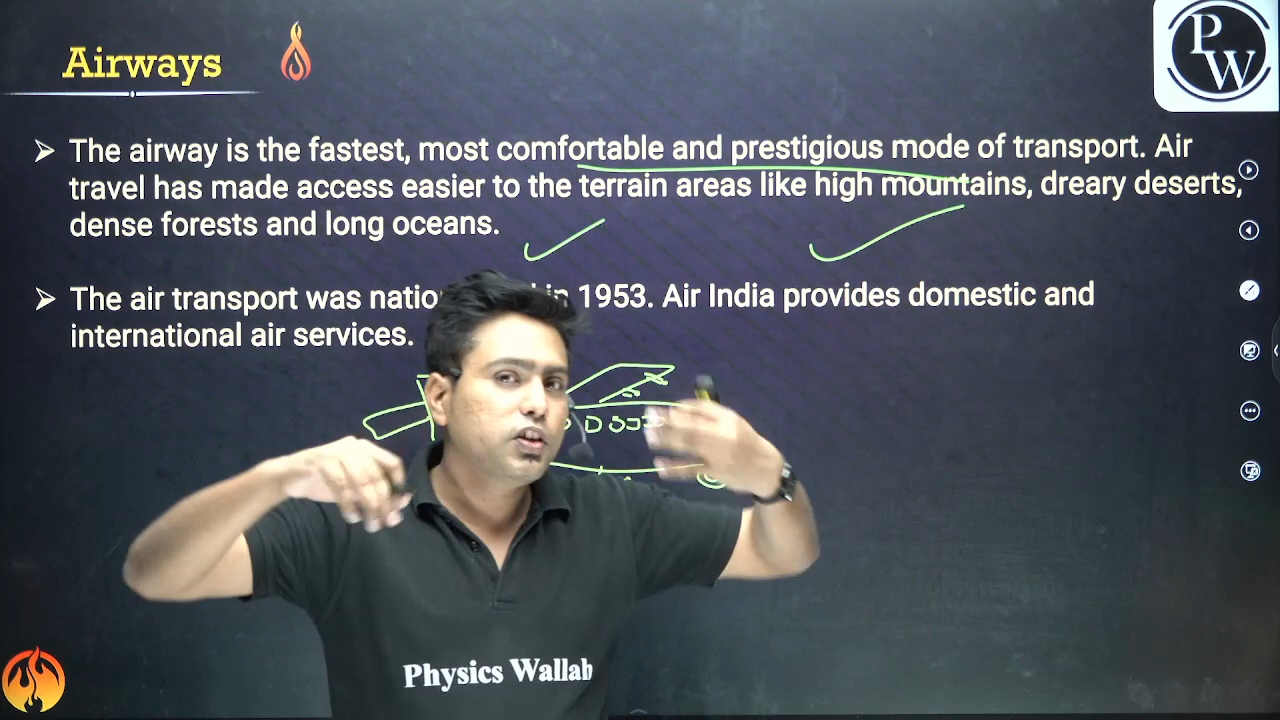 Airways
PW
➤ The airway is the fastest, most comfortable and prestigious mode of transport. Air
travel has made access easier to the terrain areas like high mountains, dreary deserts,
dense forests and long oceans.
➤ The air transport was in 1953. Air India provides domestic and
international air services.
Physics Wallah